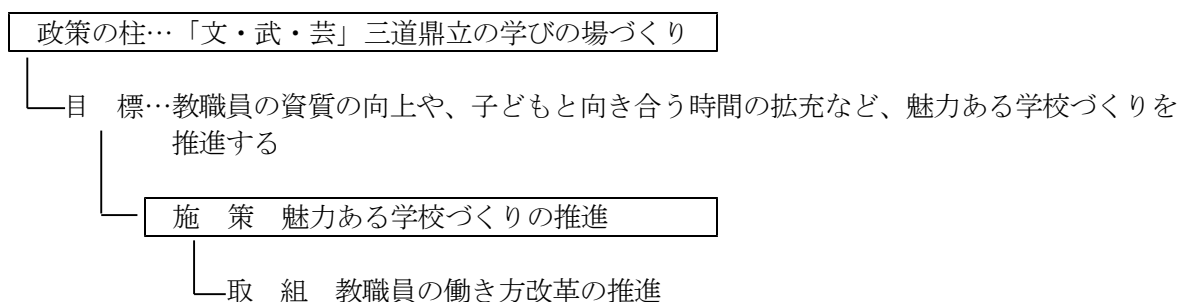 政策の柱…「文・武・芸」三道鼎立の学びの場づくり
目　標…教職員の資質の向上や、子どもと向き合う時間の拡充など、魅力ある学校づくりを
推進する
施　策　魅力ある学校づくりの推進
取　組　教職員の働き方改革の推進